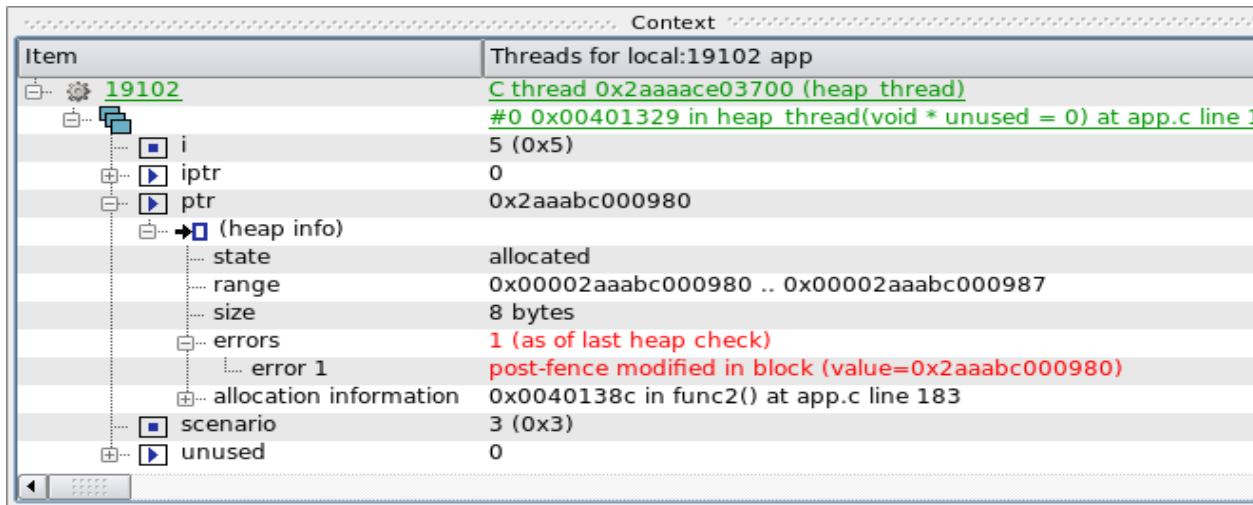 Context
Item Threads for local:19102 app
19102 C thread 0x2aaaace03700 (heap_thread)
#0 0x00401329 in heap_thread(void * unused = 0) at app.c line
i 5 (0x5)
iptr 0
ptr 0x2aaabc000980
(heap info)
state allocated
range 0x00002aaabc000980 .. 0x00002aaabc000987
size 8 bytes
errors 1 (as of last heap check)
error 1 post-fence modified in block (value=0x2aaabc000980)
allocation information 0x0040138c in func2() at app.c line 183
scenario 3 (0x3)
unused 0